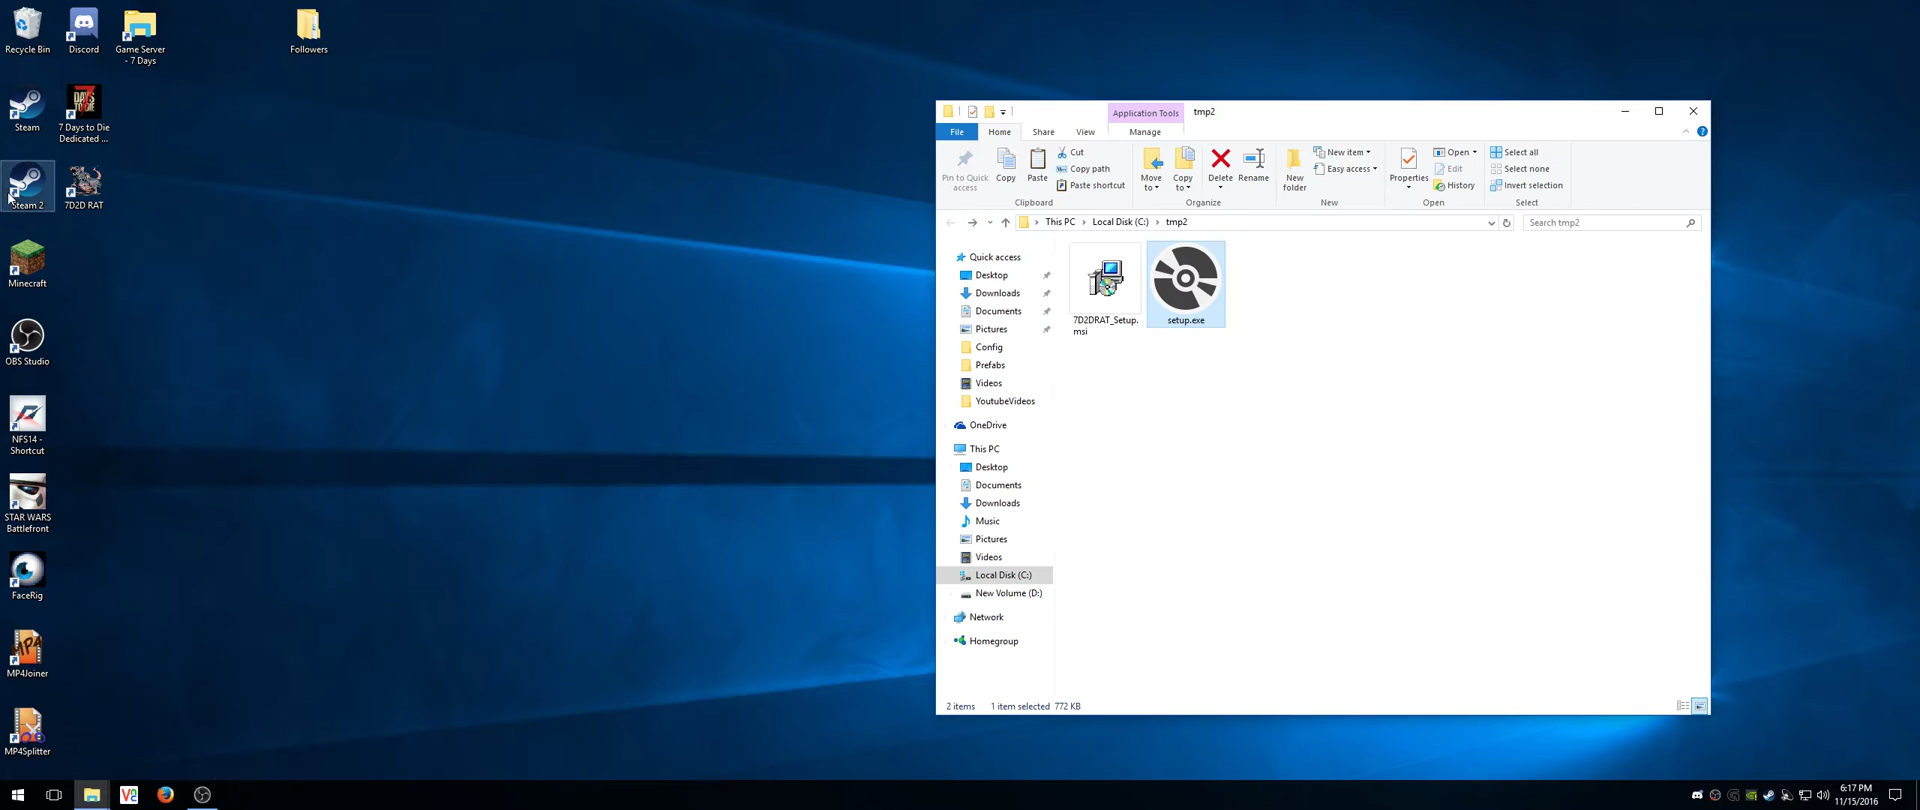 Recycle Bin
Discord
Game Server
- 7 Days
Followers
Steam
7 Days to Die
Dedicated ...
Steam 2
7D2D RAT
Minecraft
OBS Studio
NFS14 -
Shortcut
STAR WARS
Battlefront
FaceRig
MP4Joiner
MP4Splitter
Application Tools
tmp2
File
Home
Share
View
Manage
Pin to Quick
access
Copy
Paste
Cut
Copy path
Paste shortcut
Clipboard
Move
to
Copy
to
Delete
Rename
Organize
New
folder
New item
Easy access
New
Properties
Open
Edit
History
Open
Select all
Select none
Invert selection
Select
This PC
Local Disk (C:)
tmp2
Search tmp2
Quick access
Desktop
Downloads
Documents
Pictures
Config
Prefabs
Videos
YoutubeVideos
OneDrive
This PC
Desktop
Documents
Downloads
Music
Pictures
Videos
Local Disk (C:)
New Volume (D:)
Network
Homegroup
7D2DRAT_Setup.
msi
setup.exe
2 items
1 item selected 772 KB
6:17 PM
11/15/2016